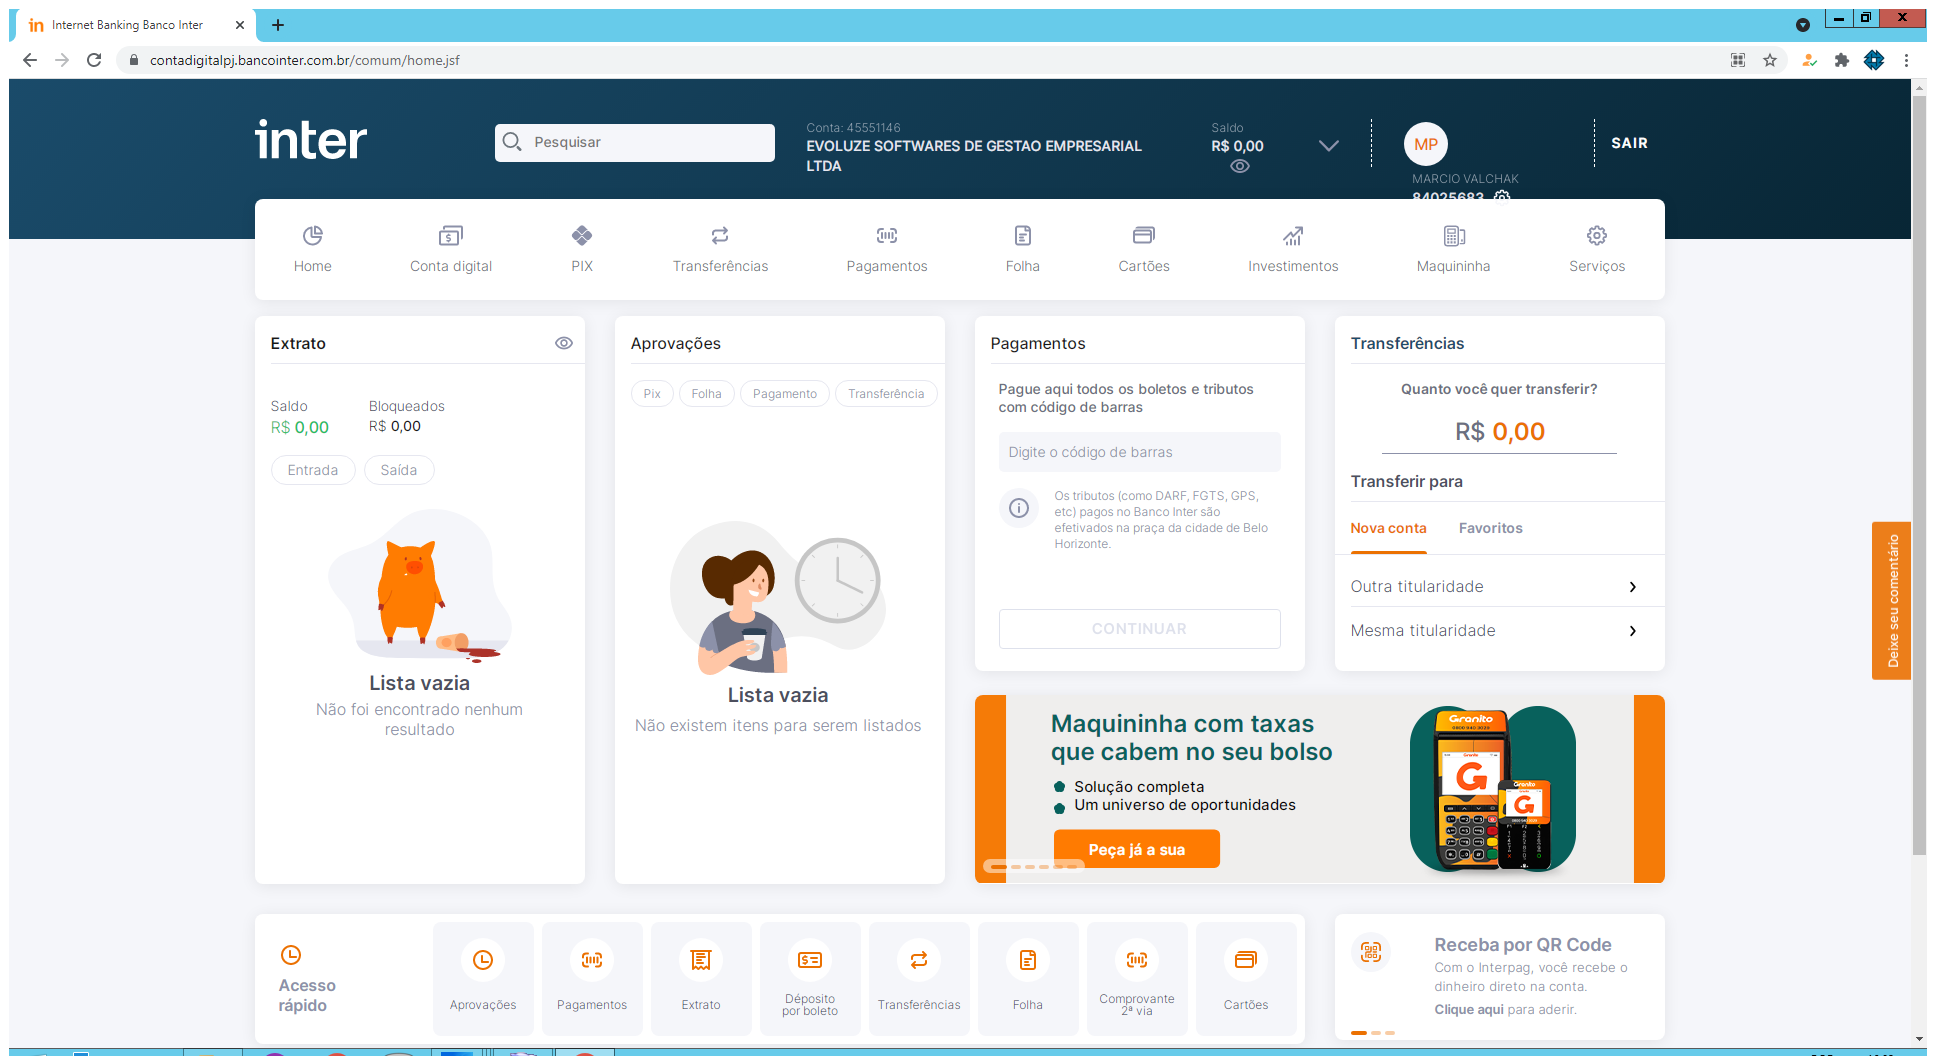 in Internet Banking Banco Inter
contadigitalpj.bancointer.com.br/comum/home.jsf
inter
Pesquisar
Conta: 45551146
EVOLUZE SOFTWARES DE GESTAO EMPRESARIAL
LTDA
Saldo
R$ 0,00
MP
MARCIO VALCHAK
84025683
SAIR
Home
Conta digital
PIX
Transferências
Pagamentos
Folha
Cartões
Investimentos
Maquininha
Serviços
Extrato
Saldo
R$ 0,00
Bloqueados
R$ 0,00
Entrada
Saída
Lista vazia
Não foi encontrado nenhum
resultado
Aprovações
Pix
Folha
Pagamento
Transferência
Lista vazia
Não existem itens para serem listados
Pagamentos
Pague aqui todos os boletos e tributos
com código de barras
Digite o código de barras
Os tributos (como DARF, FGTS, GPS,
etc) pagos no Banco Inter são
efetivados na praça da cidade de Belo
Horizonte.
CONTINUAR
Transferências
Quanto você quer transferir?
R$ 0,00
Transferir para
Nova conta
Favoritos
Outra titularidade
Mesma titularidade
Deixe seu comentário
Maquininha com taxas
que cabem no seu bolso
Solução completa
Um universo de oportunidades
Peça já a sua
Granito
G
Granito
G
Acesso
rápido
Aprovações
Pagamentos
Extrato
Déposito
por boleto
Transferências
Folha
Comprovante
2ª via
Cartões
Receba por QR Code
Com o Interpag, você recebe o
dinheiro direto na conta.
Clique aqui para aderir.